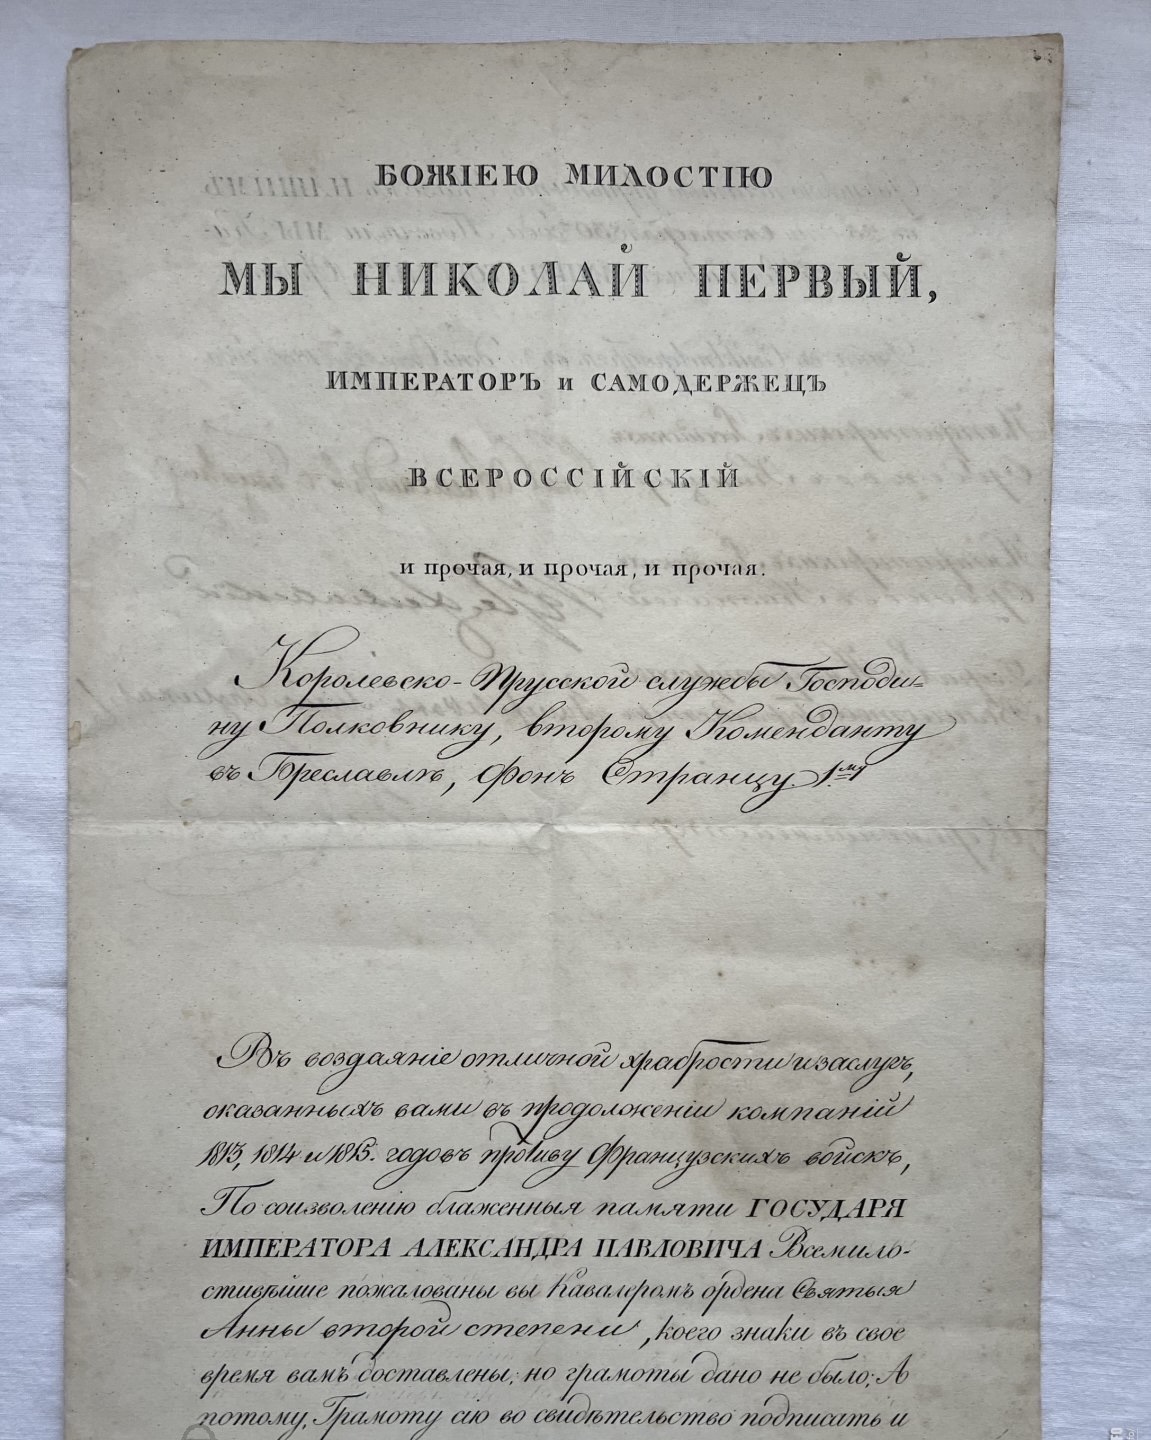 БОЖІЕЮ МИЛОСТІЮ
МЫ НИКОЛАЙ ПЕРВЫЙ,
ИМПЕРАТОРЪ и САМОДЕРЖЕЦЪ
ВСЕРОССІЙСКІЙ
и прочая, и прочая, и прочая.
Королевско-Прусской службы Господи=
ну Полковнику, второму Коменданту
въ Бреславлѣ, фонъ Странцу 1.му
Въ воздаяніе отличной храбрости и заслугъ,
оказанныхъ вами въ продолженіи компаній
1813, 1814 и 1815. годовъ противу Французскихъ войскъ,
По соизволенію блаженныя памяти ГОСУДАРЯ
ИМПЕРАТОРА АЛЕКСАНДРА ПАВЛОВИЧА Всемило-
стивѣйше пожалованы вы Кавалеромъ ордена Святыя
Анны второй степени, коего знаки въ свое
время вамъ доставлены, но грамоты дано не было; А
потому, Грамоту сію во свидѣтельство подписать и